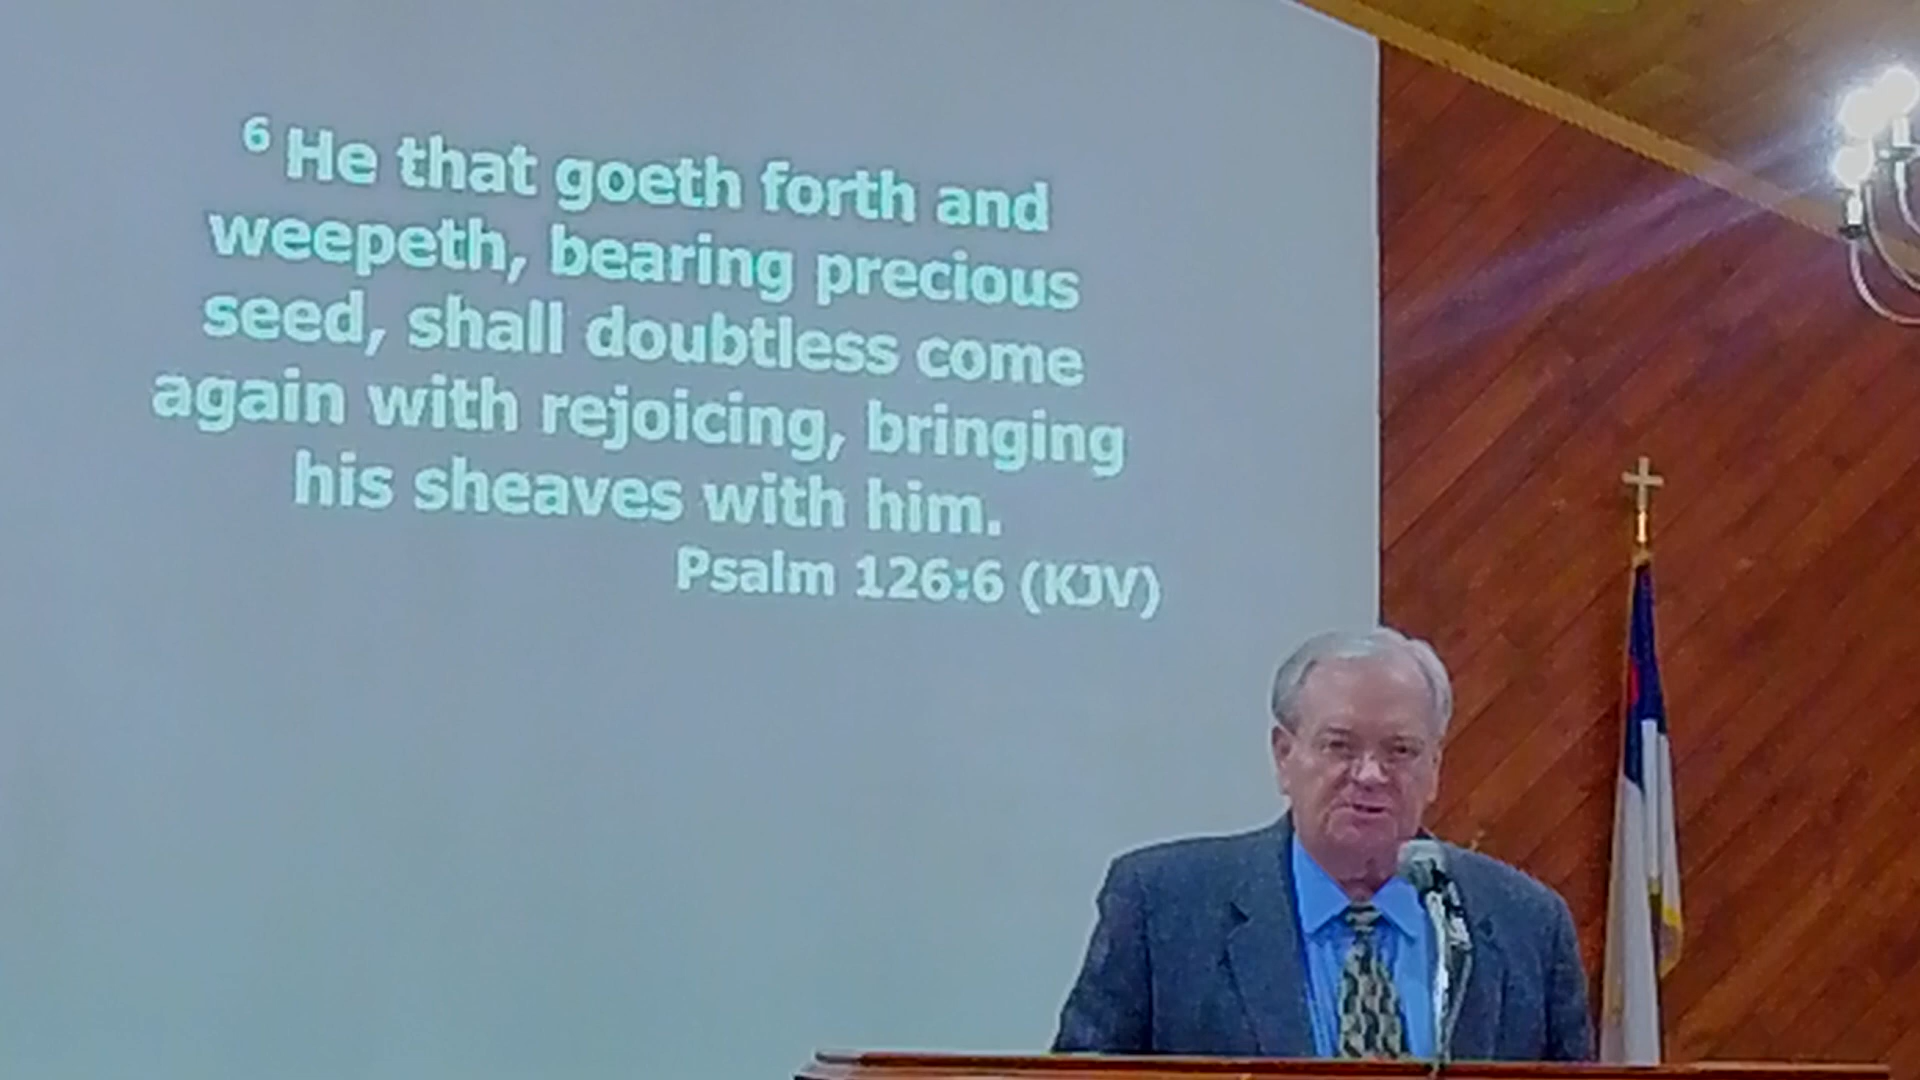 6 He that goeth forth and
weepeth, bearing precious
seed, shall doubtless come
again with rejoicing, bringing
his sheaves with him.
Psalm 126:6 (KJV)